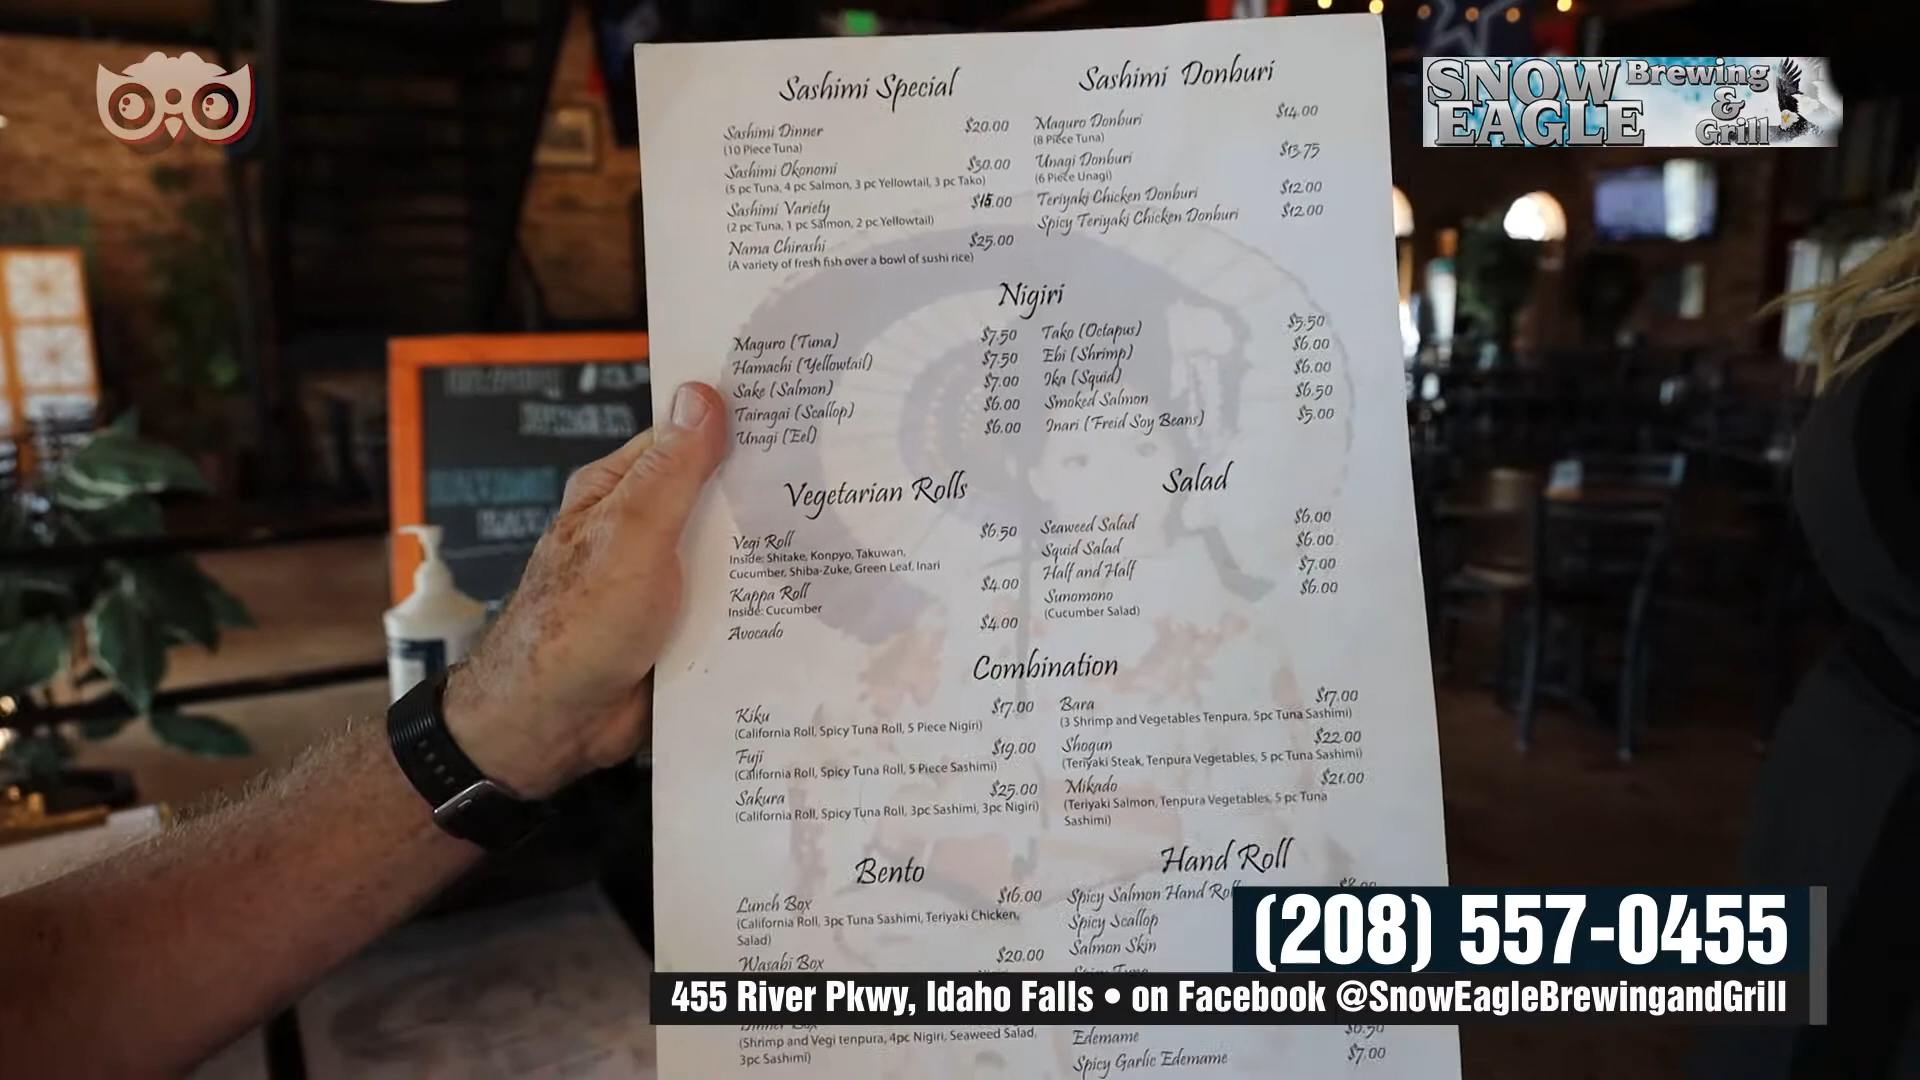 SNOW EAGLE Brewing & Grill
Sashimi Special
Sashimi Dinner $20.00
(10 Piece Tuna)
Sashimi Okonomi $30.00
(5 pc Tuna, 4 pc Salmon, 3 pc Yellowtail, 3 pc Tako)
Sashimi Variety $15.00
(2 pc Tuna, 1 pc Salmon, 2 pc Yellowtail)
Nama Chirashi $25.00
(A variety of fresh fish over a bowl of sushi rice)
Sashimi Donburi
Maguro Donburi $14.00
(8 Piece Tuna)
Unagi Donburi $13.75
(6 Piece Unagi)
Teriyaki Chicken Donburi $12.00
Spicy Teriyaki Chicken Donburi $12.00
Nigiri
Maguro (Tuna) $7.50
Hamachi (Yellowtail) $7.50
Sake (Salmon) $7.00
Tairagai (Scallop) $6.00
Unagi (Eel) $6.00
Tako (Octapus) $5.50
Ebi (Shrimp) $6.00
Ika (Squid) $6.00
Smoked Salmon $6.50
Inari (Freid Soy Beans) $5.00
Vegetarian Rolls
Vegi Roll $6.50
Inside: Shitake, Konpyo, Takuwan,
Cucumber, Shiba-Zuke, Green Leaf, Inari
Kappa Roll $4.00
Inside: Cucumber
Avocado $4.00
Salad
Seaweed Salad $6.00
Squid Salad $6.00
Half and Half $7.00
Sunomono $6.00
(Cucumber Salad)
Combination
Kiku $17.00
(California Roll, Spicy Tuna Roll, 5 Piece Nigiri)
Fuji $19.00
(California Roll, Spicy Tuna Roll, 5 Piece Sashimi)
Sakura $25.00
(California Roll, Spicy Tuna Roll, 3pc Sashimi, 3pc Nigiri)
Bara $17.00
(3 Shrimp and Vegetables Tenpura, 5pc Tuna Sashimi)
Shogun $22.00
(Teriyaki Steak, Tenpura Vegetables, 5 pc Tuna Sashimi)
Mikado $21.00
(Teriyaki Salmon, Tenpura Vegetables, 5 pc Tuna
Sashimi)
Bento
Lunch Box $16.00
(California Roll, 3pc Tuna Sashimi, Teriyaki Chicken,
Salad)
Wasabi Box $20.00
(Shrimp and Vegi tenpura, 4pc Nigiri, Seaweed Salad,
3pc Sashimi)
Hand Roll
Spicy Salmon Hand Rol
Spicy Scallop
Salmon Skin
Edemame
Spicy Garlic Edemame $7.00
(208) 557-0455
455 River Pkwy, Idaho Falls • on Facebook @SnowEagleBrewingandGrill